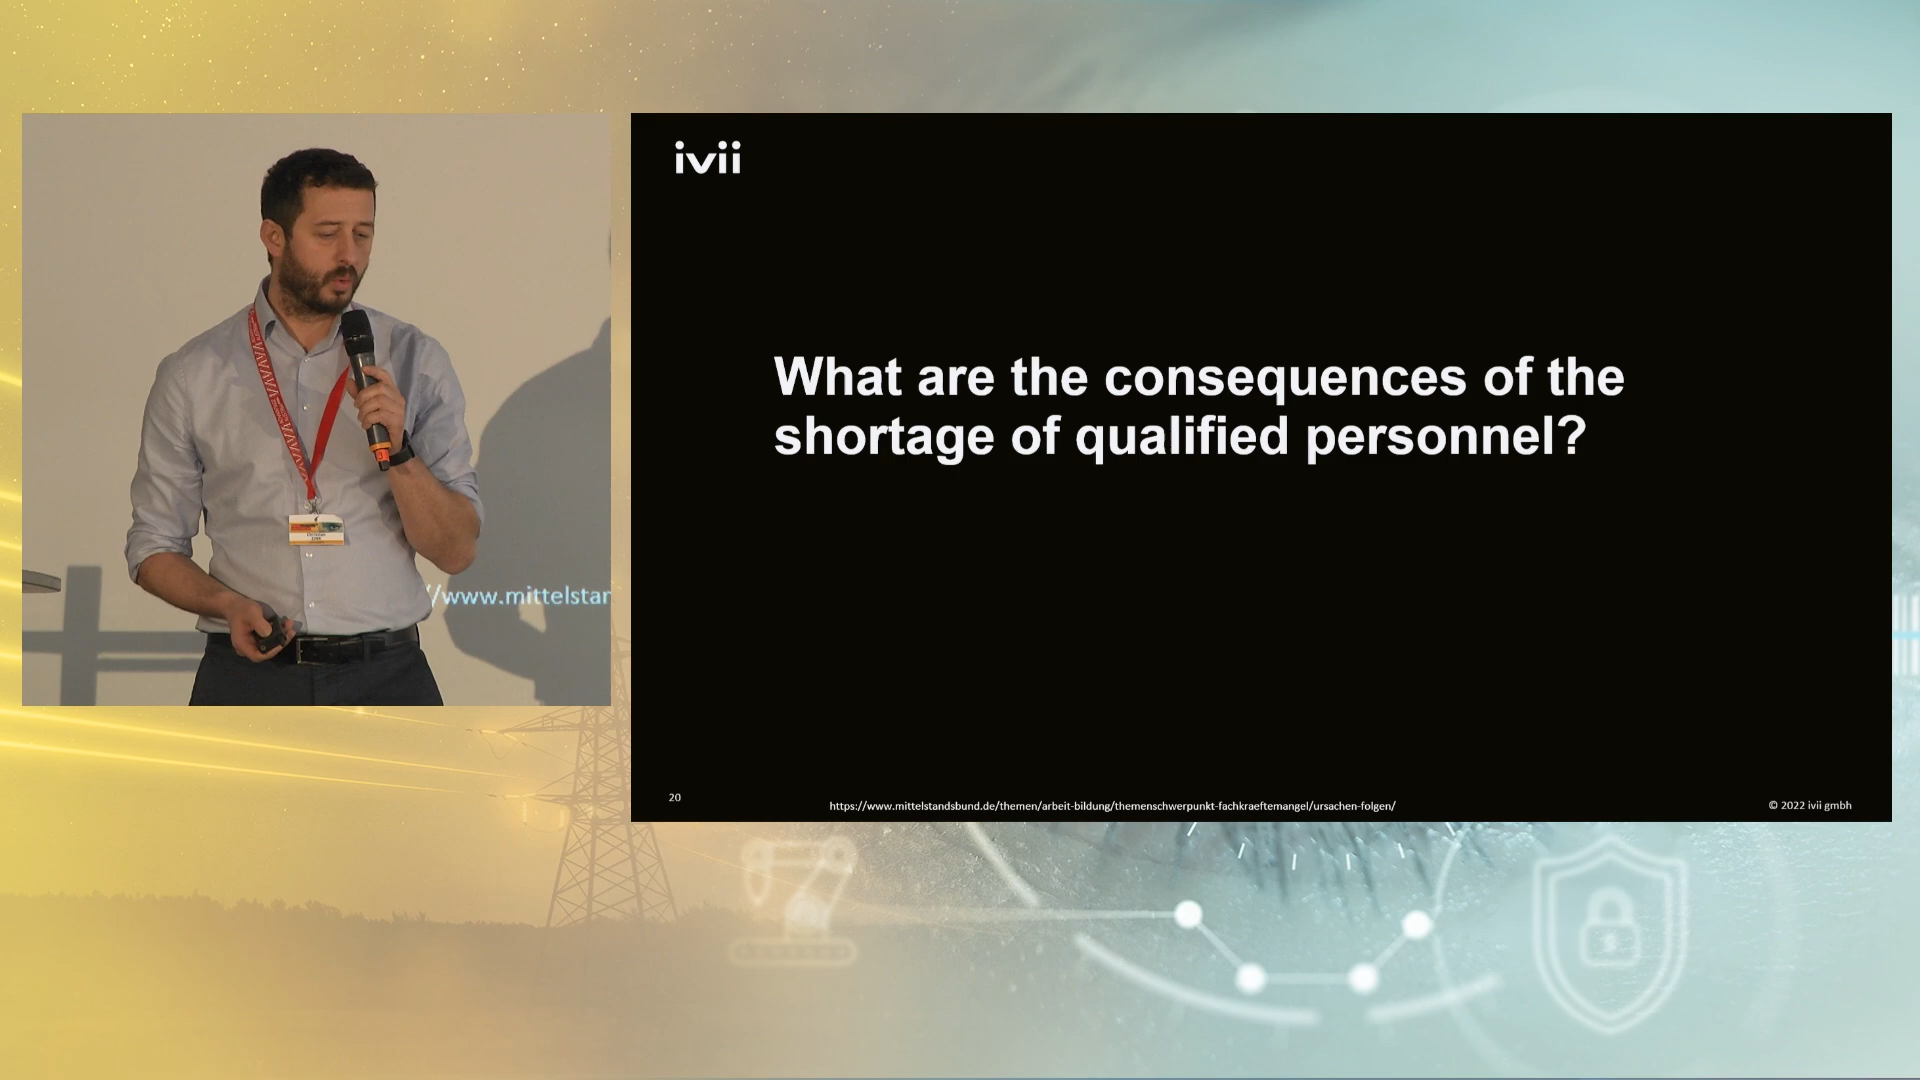 ivii
What are the consequences of the
shortage of qualified personnel?
//www.mittelstan
20
https://www.mittelstandsbund.de/themen/arbeit-bildung/themenschwerpunkt-fachkraeftemangel/ursachen-folgen/
© 2022 ivii gmbh